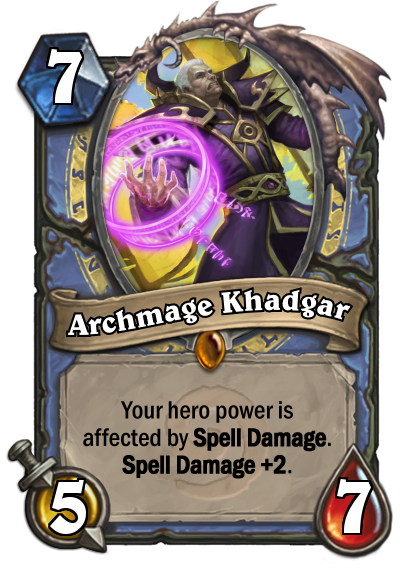 7
Archmage Khadgar
Your hero power is
affected by Spell Damage.
Spell Damage +2.
5
7